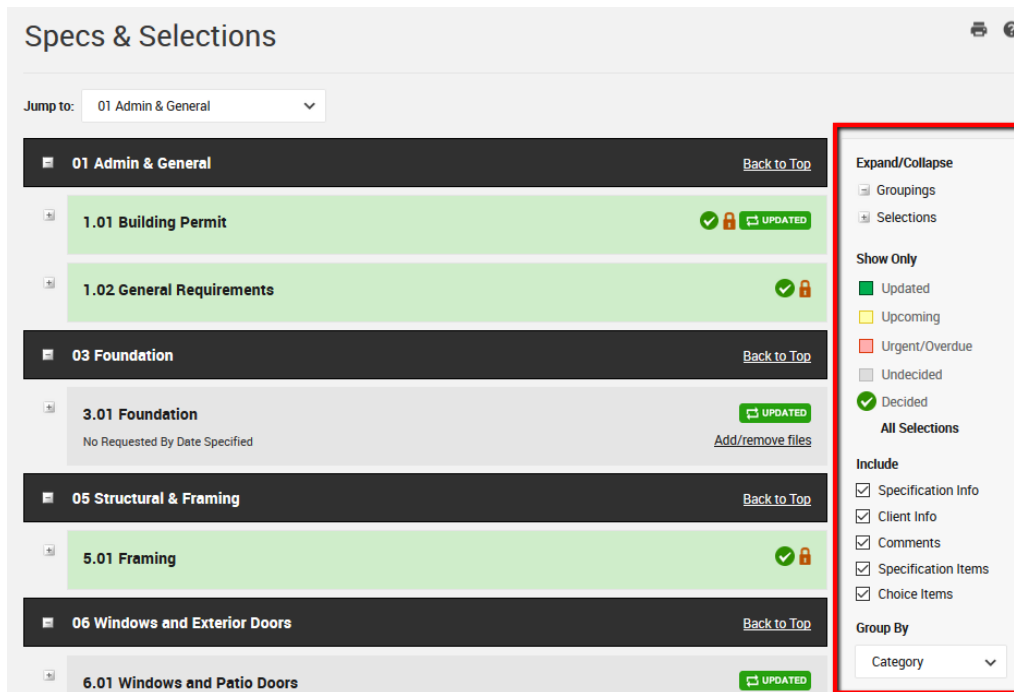 Specs & Selections
Jump to: 01 Admin & General
01 Admin & General Back to Top
1.01 Building Permit UPDATED
1.02 General Requirements
03 Foundation Back to Top
3.01 Foundation UPDATED
No Requested By Date Specified Add/remove files
05 Structural & Framing Back to Top
5.01 Framing
06 Windows and Exterior Doors Back to Top
6.01 Windows and Patio Doors UPDATED
Expand/Collapse
Groupings
Selections
Show Only
Updated
Upcoming
Urgent/Overdue
Undecided
Decided
All Selections
Include
Specification Info
Client Info
Comments
Specification Items
Choice Items
Group By
Category